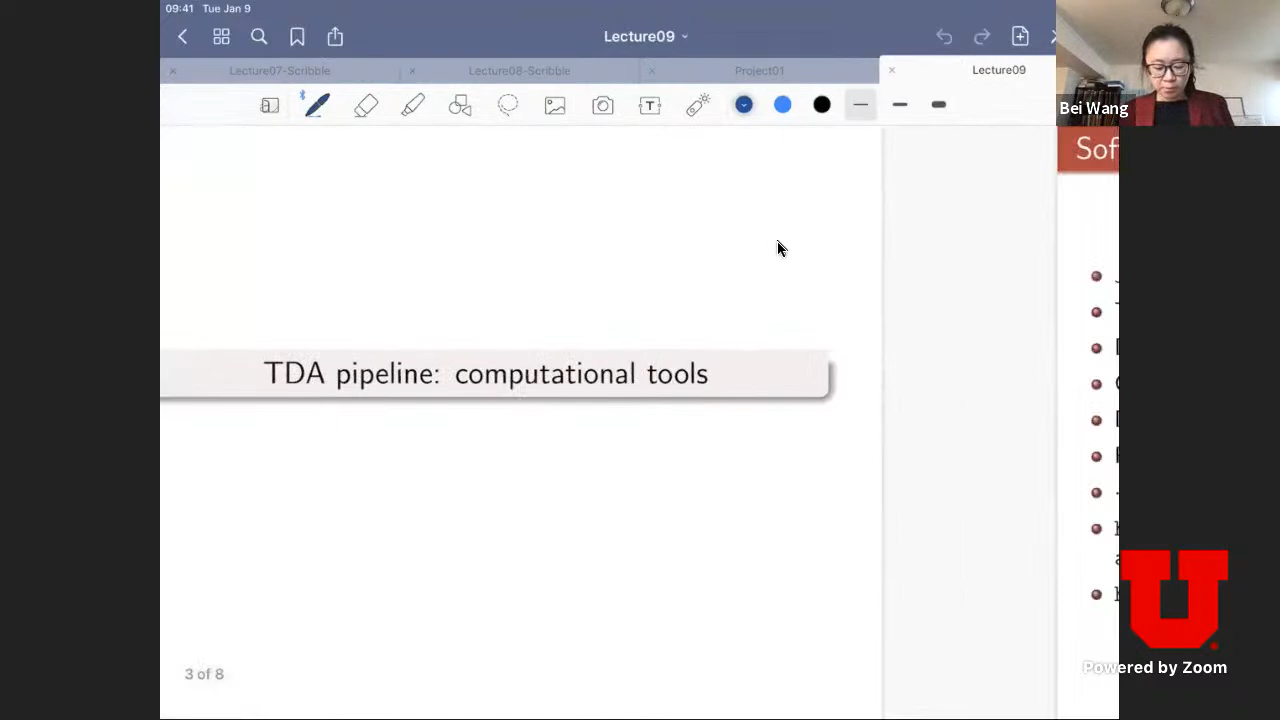 09:41 Tue Jan 9
Lecture09
Lecture07-Scribble
Lecture08-Scribble
Project01
Lecture09
T
Bei Wang
Sof
TDA pipeline: computational tools
3 of 8
U
Powered by Zoom